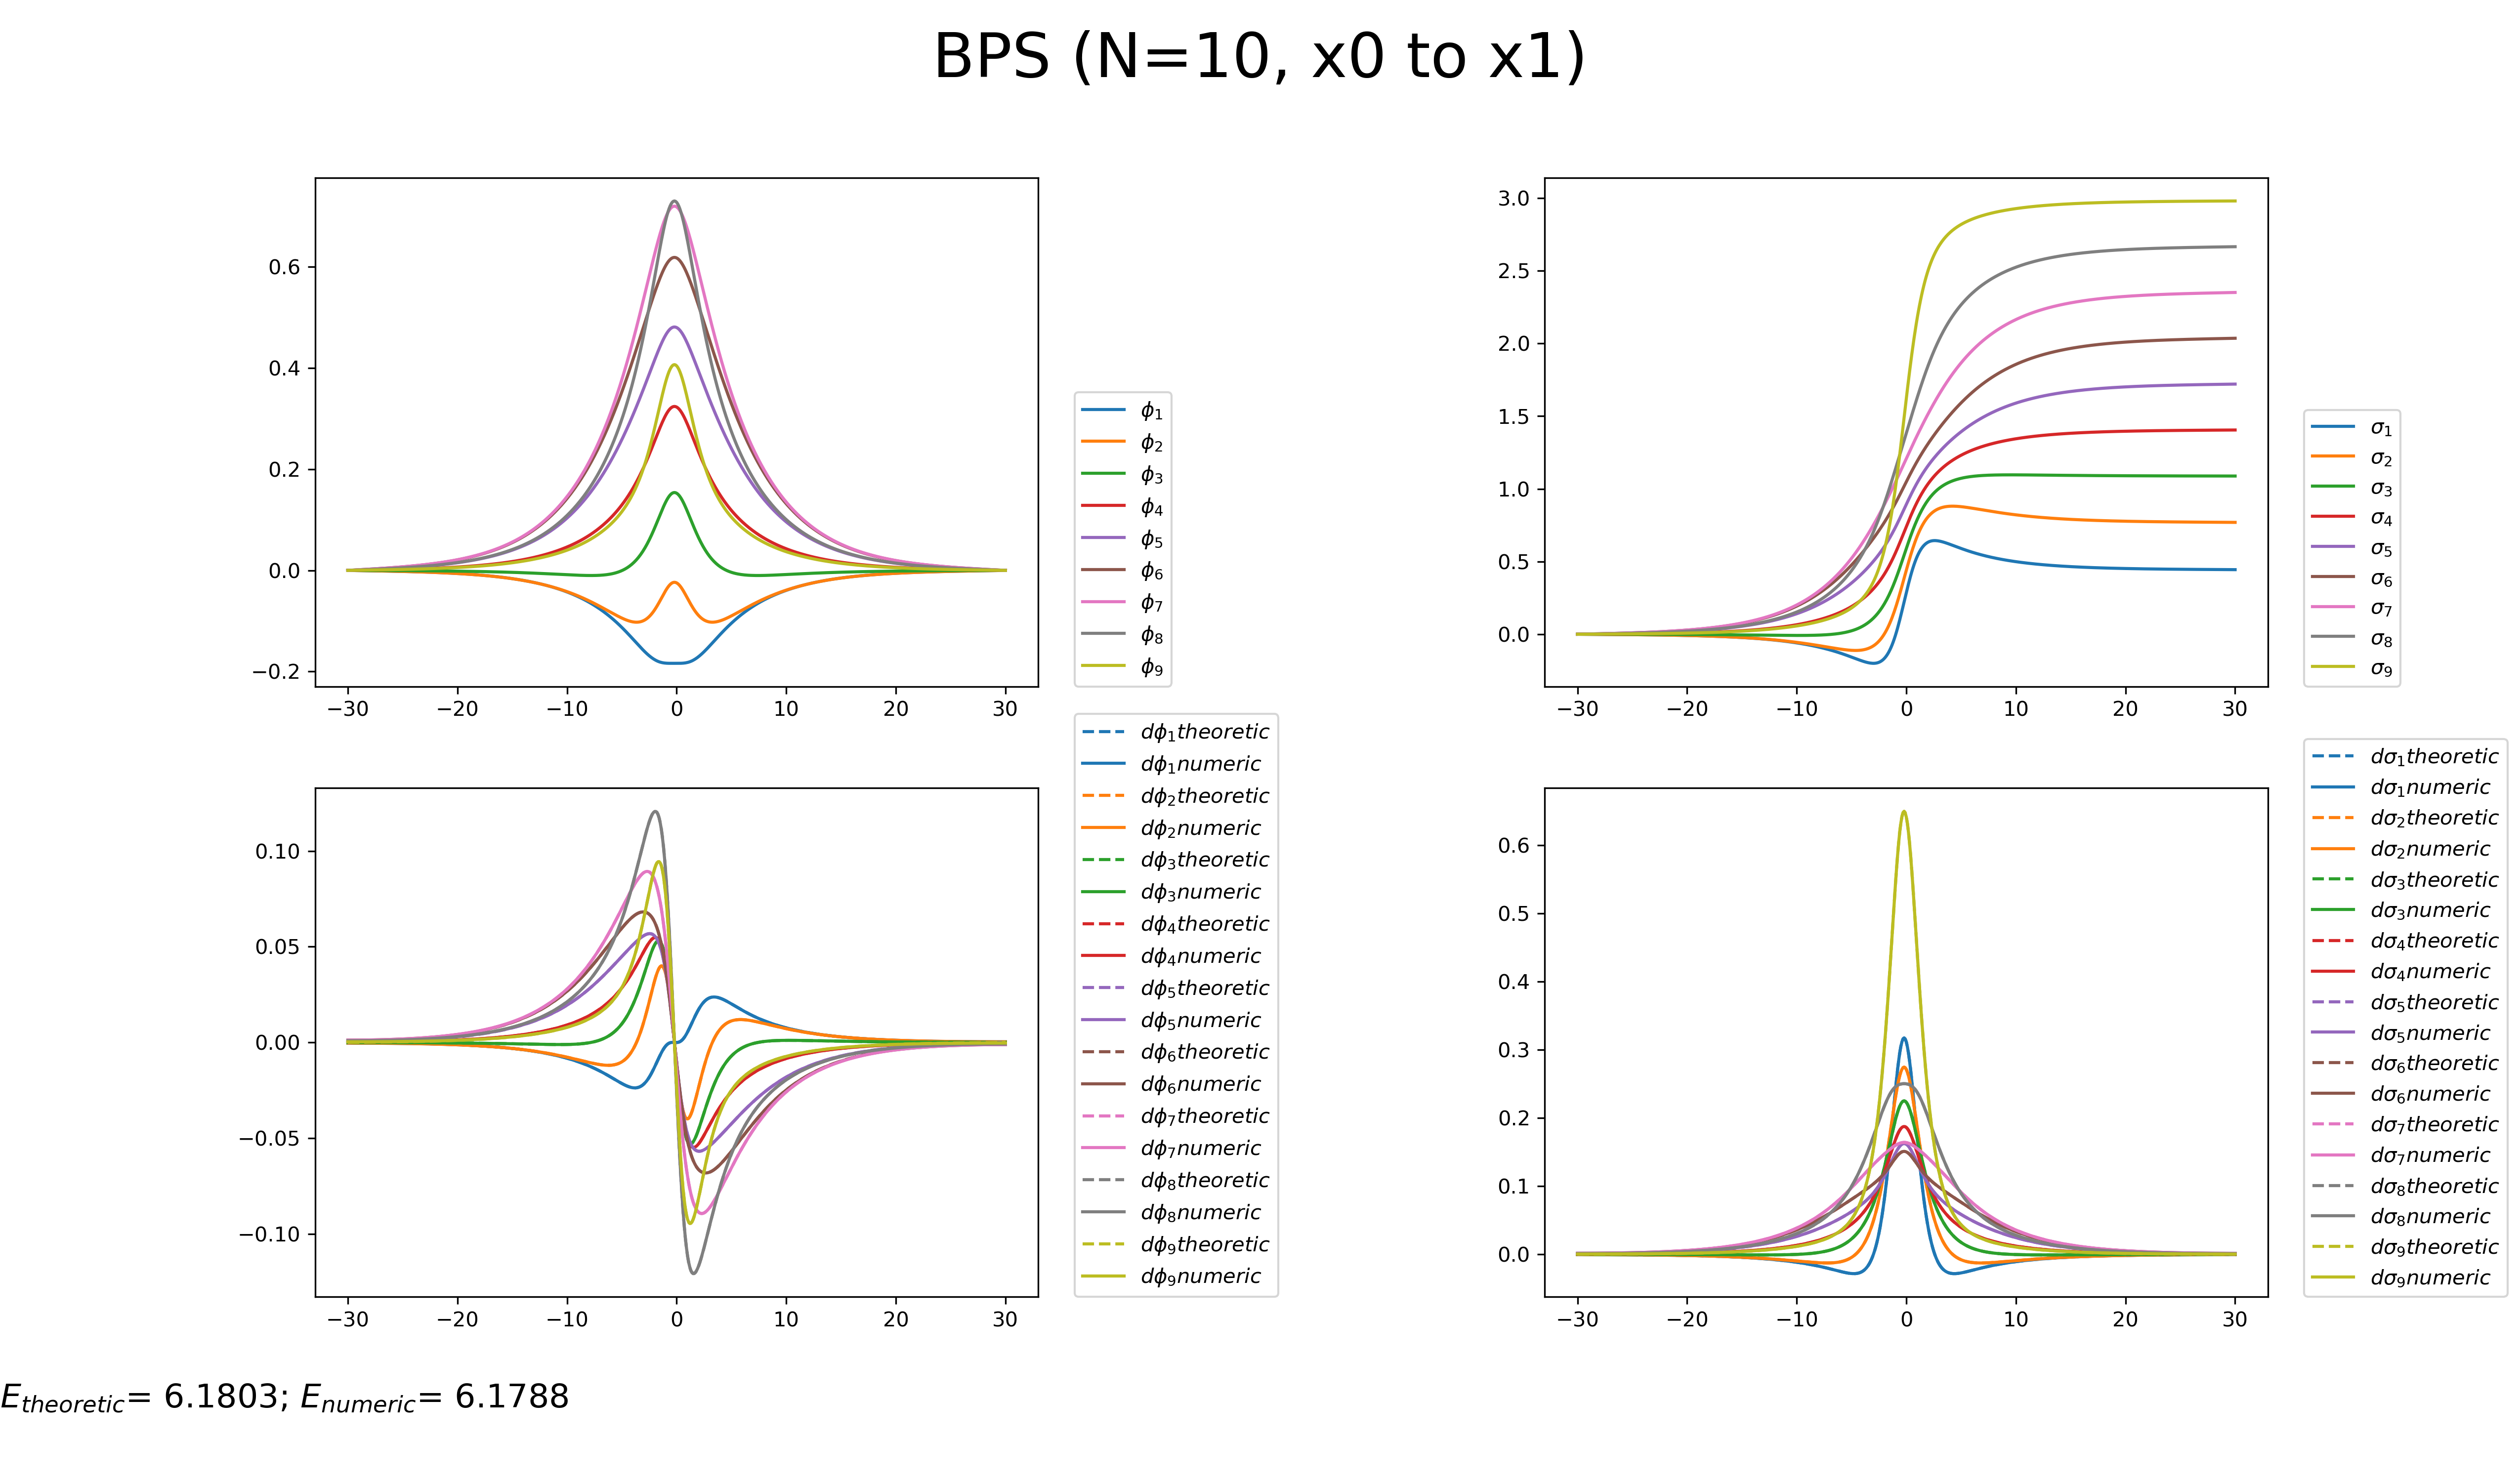 BPS (N=10, x0 to x1)
0.6
0.4
0.2
0.0
−0.2
−30 −20 −10 0 10 20 30
ϕ1
ϕ2
ϕ3
ϕ4
ϕ5
ϕ6
ϕ7
ϕ8
ϕ9
3.0
2.5
2.0
1.5
1.0
0.5
0.0
−30 −20 −10 0 10 20 30
σ1
σ2
σ3
σ4
σ5
σ6
σ7
σ8
σ9
0.10
0.05
0.00
−0.05
−0.10
−30 −20 −10 0 10 20 30
dϕ1theoretic
dϕ1numeric
dϕ2theoretic
dϕ2numeric
dϕ3theoretic
dϕ3numeric
dϕ4theoretic
dϕ4numeric
dϕ5theoretic
dϕ5numeric
dϕ6theoretic
dϕ6numeric
dϕ7theoretic
dϕ7numeric
dϕ8theoretic
dϕ8numeric
dϕ9theoretic
dϕ9numeric
0.6
0.5
0.4
0.3
0.2
0.1
0.0
−30 −20 −10 0 10 20 30
dσ1theoretic
dσ1numeric
dσ2theoretic
dσ2numeric
dσ3theoretic
dσ3numeric
dσ4theoretic
dσ4numeric
dσ5theoretic
dσ5numeric
dσ6theoretic
dσ6numeric
dσ7theoretic
dσ7numeric
dσ8theoretic
dσ8numeric
dσ9theoretic
dσ9numeric
Etheoretic= 6.1803; Enumeric= 6.1788